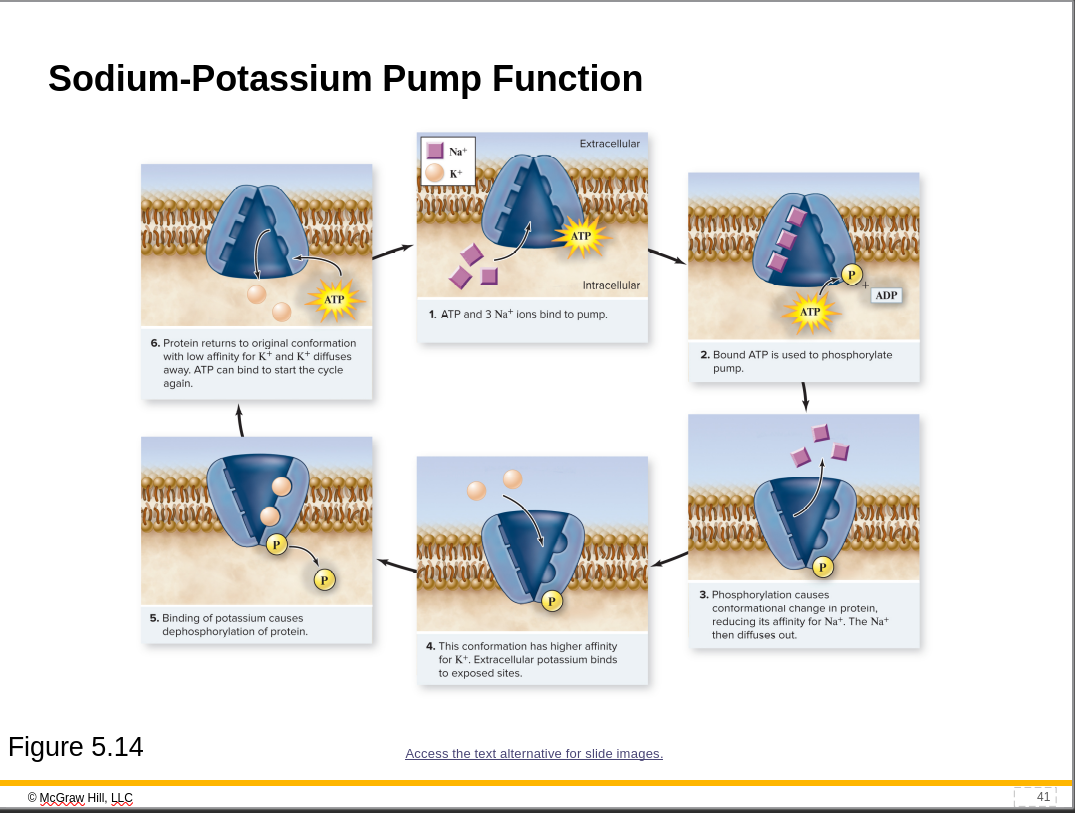 Sodium-Potassium Pump Function
Na⁺
K⁺
Extracellular
ATP
Intracellular
1. ATP and 3 Na⁺ ions bind to pump.
P
+
ADP
ATP
2. Bound ATP is used to phosphorylate
pump.
P
3. Phosphorylation causes
conformational change in protein,
reducing its affinity for Na⁺. The Na⁺
then diffuses out.
P
4. This conformation has higher affinity
for K⁺. Extracellular potassium binds
to exposed sites.
P
P
5. Binding of potassium causes
dephosphorylation of protein.
ATP
6. Protein returns to original conformation
with low affinity for K⁺ and K⁺ diffuses
away. ATP can bind to start the cycle
again.
Figure 5.14
Access the text alternative for slide images.
© McGraw Hill, LLC
41